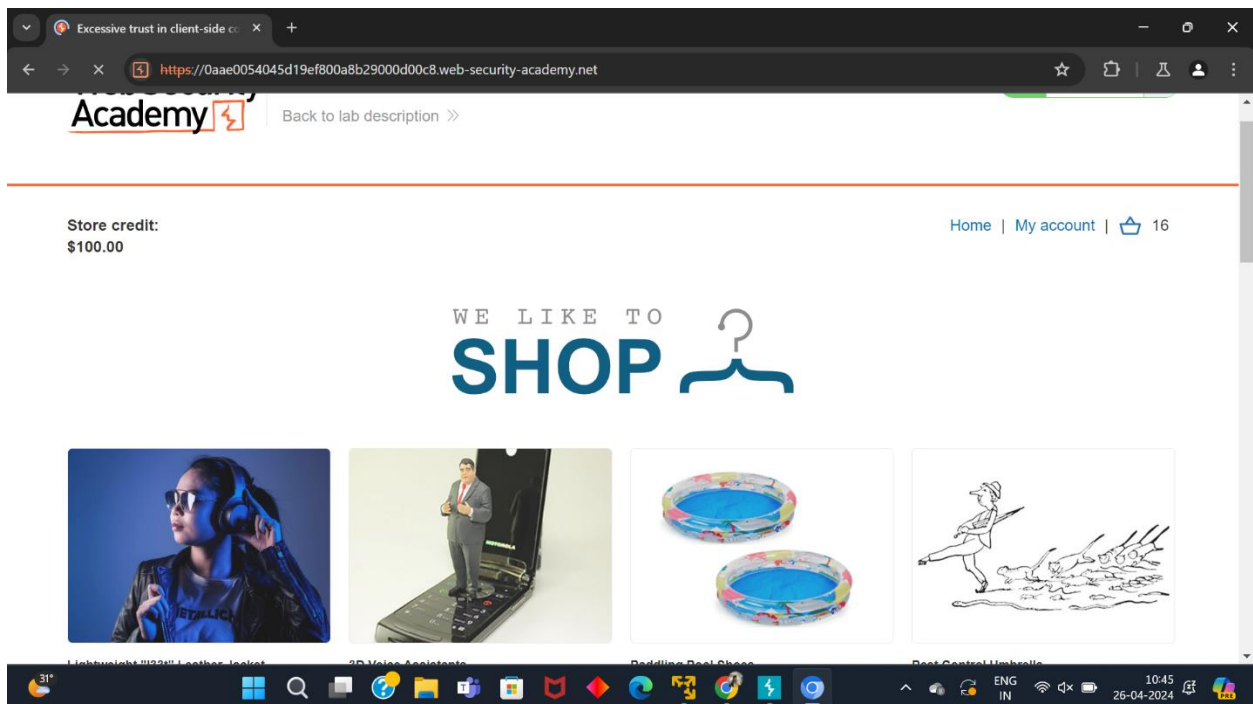 Excessive trust in client-side co
https://0aae0054045d19ef800a8b29000d00c8.web-security-academy.net
Academy
Back to lab description
Store credit:
$100.00
Home | My account | 16
WE LIKE TO
SHOP
31°
ENG
IN
10:45
26-04-2024
PRE